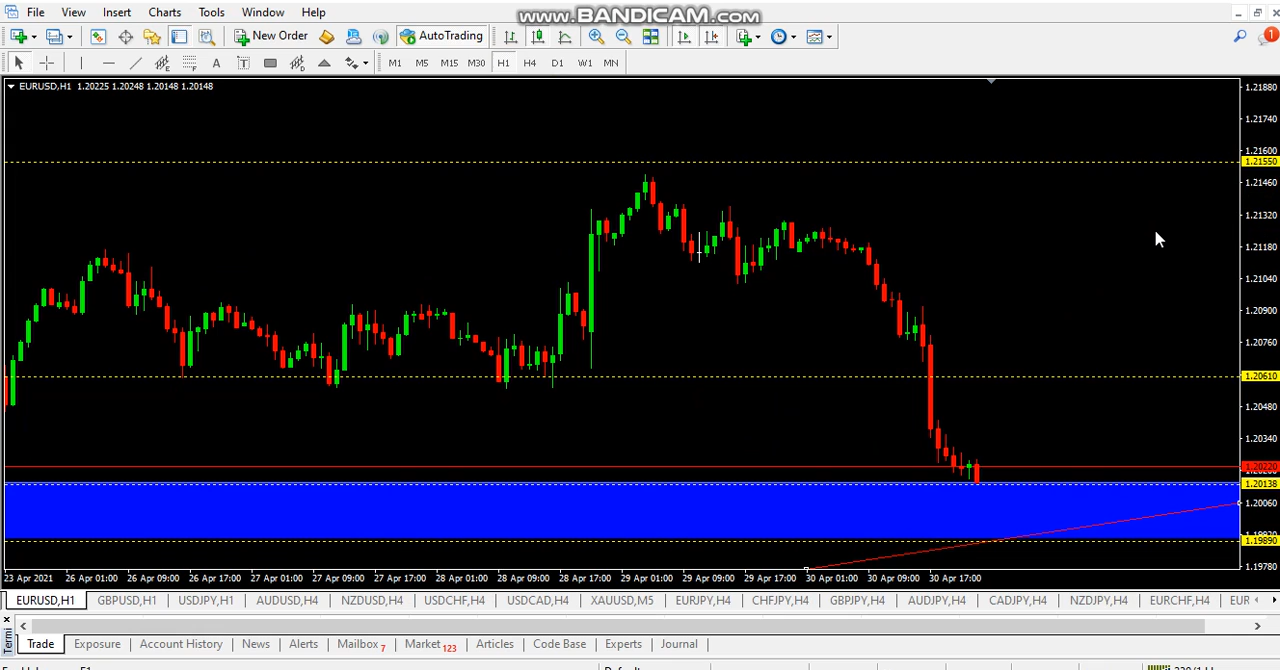 File View Insert Charts Tools Window Help
www.BANDICAM.com
New Order AutoTrading 1
A T M1 M5 M15 M30 H1 H4 D1 W1 MN
EURUSD,H1 1.20225 1.20248 1.20148 1.20148
1.21880
1.21740
1.21600
1.21550
1.21460
1.21320
1.21180
1.21040
1.20900
1.20760
1.20610
1.20480
1.20340
1.20220
1.20138
1.20060
1.19890
1.19780
23 Apr 2021 26 Apr 01:00 26 Apr 09:00 26 Apr 17:00 27 Apr 01:00 27 Apr 09:00 27 Apr 17:00 28 Apr 01:00 28 Apr 09:00 28 Apr 17:00 29 Apr 01:00 29 Apr 09:00 29 Apr 17:00 30 Apr 01:00 30 Apr 09:00 30 Apr 17:00
EURUSD,H1 GBPUSD,H1 USDJPY,H1 AUDUSD,H4 NZDUSD,H4 USDCHF,H4 USDCAD,H4 XAUUSD,M5 EURJPY,H4 CHFJPY,H4 GBPJPY,H4 AUDJPY,H4 CADJPY,H4 NZDJPY,H4 EURCHF,H4 EUR
Termi
Trade Exposure Account History News Alerts Mailbox 7 Market 123 Articles Code Base Experts Journal